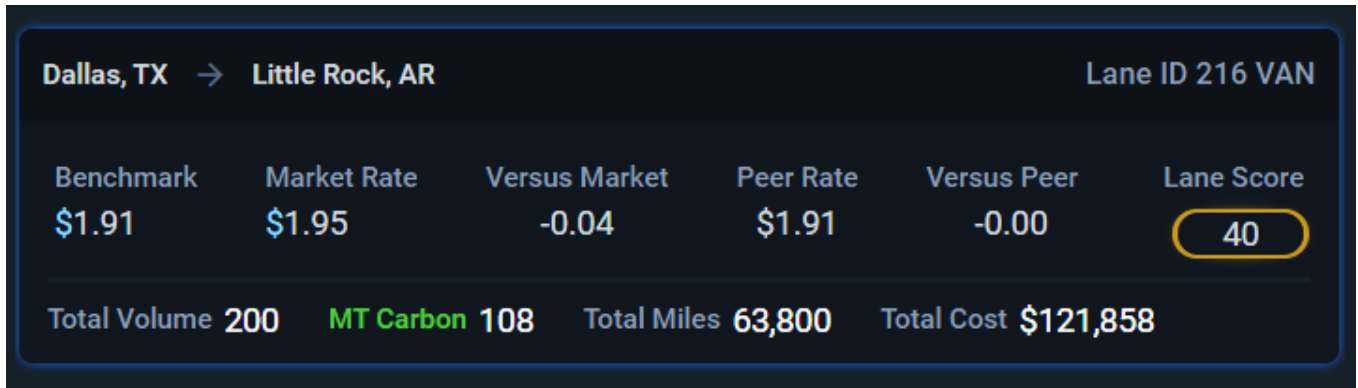 Dallas, TX → Little Rock, AR Lane ID 216 VAN
Benchmark Market Rate Versus Market Peer Rate Versus Peer Lane Score
$1.91 $1.95 -0.04 $1.91 -0.00 40
Total Volume 200 MT Carbon 108 Total Miles 63,800 Total Cost $121,858